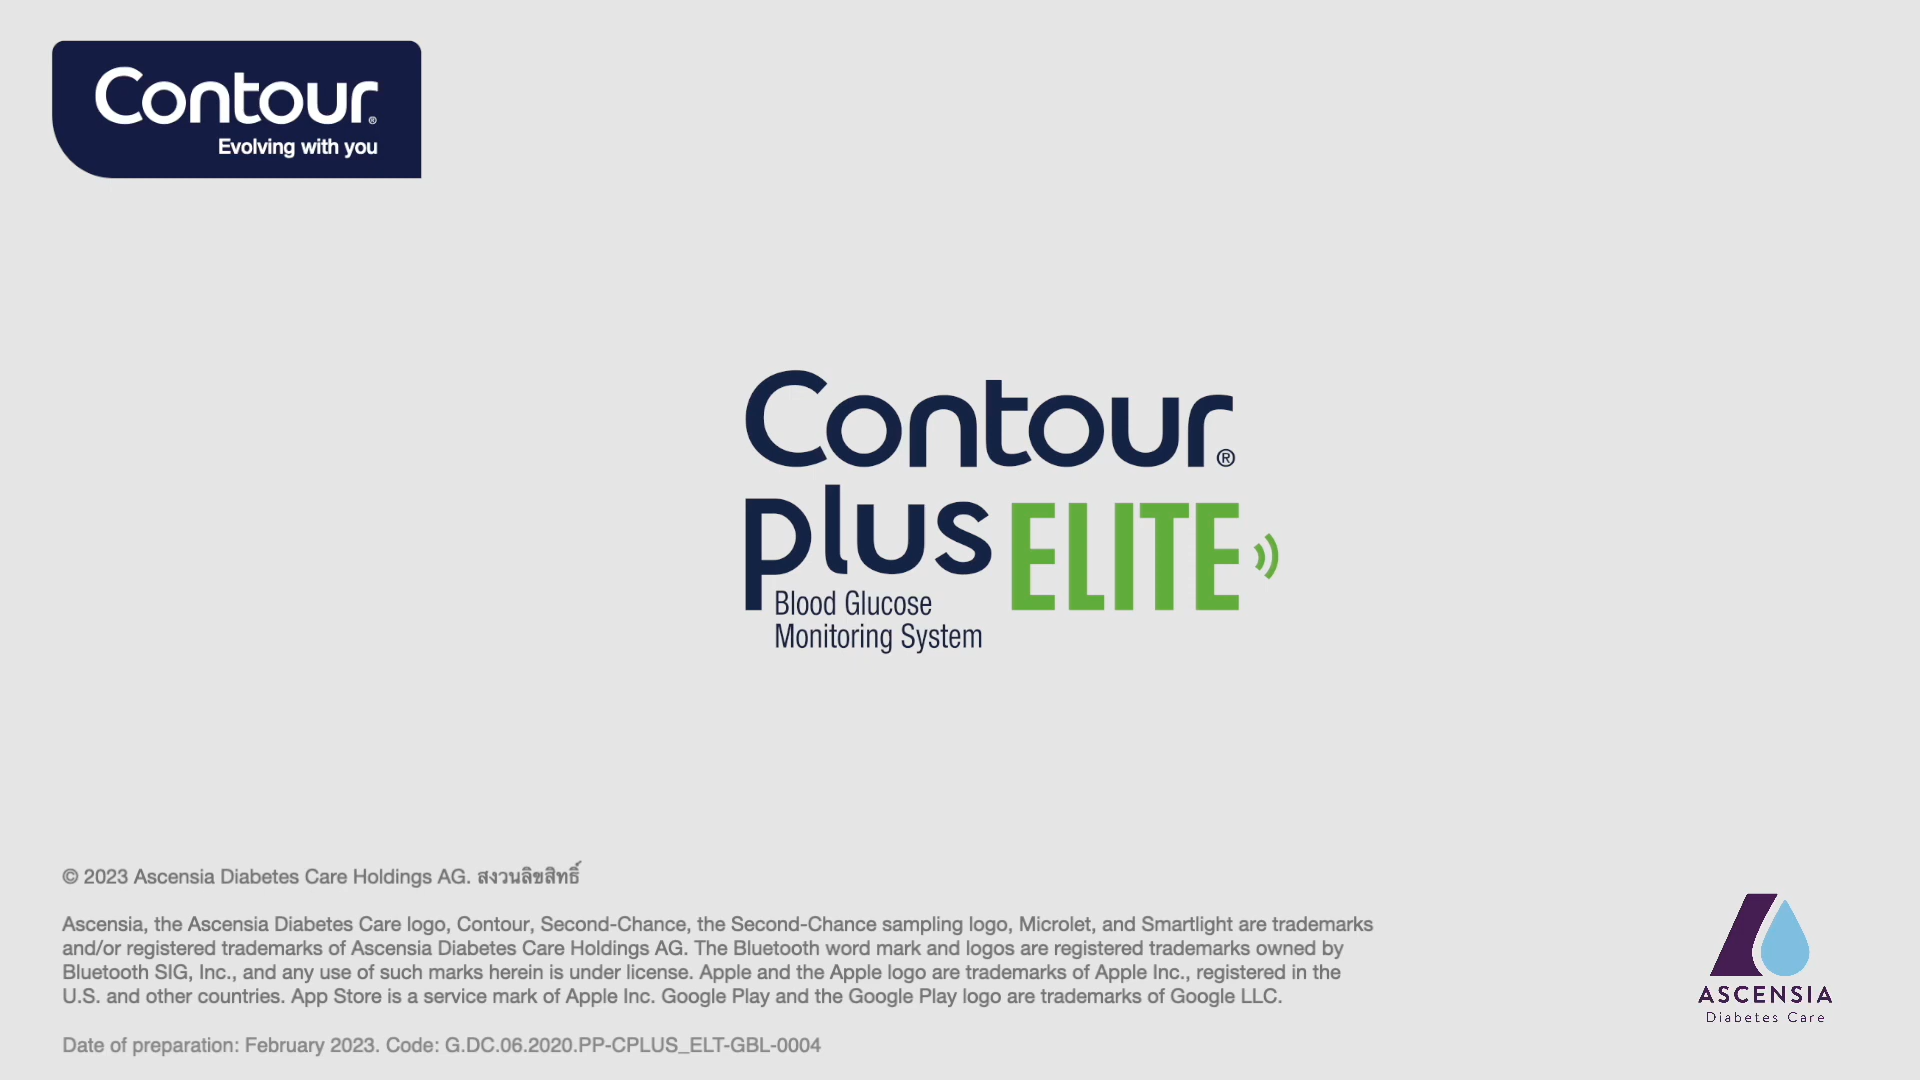 Contour®
Evolving with you
Contour®
plus ELITE
Blood Glucose
Monitoring System
© 2023 Ascensia Diabetes Care Holdings AG. สงวนลิขสิทธิ์
Ascensia, the Ascensia Diabetes Care logo, Contour, Second-Chance, the Second-Chance sampling logo, Microlet, and Smartlight are trademarks
and/or registered trademarks of Ascensia Diabetes Care Holdings AG. The Bluetooth word mark and logos are registered trademarks owned by
Bluetooth SIG, Inc., and any use of such marks herein is under license. Apple and the Apple logo are trademarks of Apple Inc., registered in the
U.S. and other countries. App Store is a service mark of Apple Inc. Google Play and the Google Play logo are trademarks of Google LLC.
Date of preparation: February 2023. Code: G.DC.06.2020.PP-CPLUS_ELT-GBL-0004
ASCENSIA
Diabetes Care